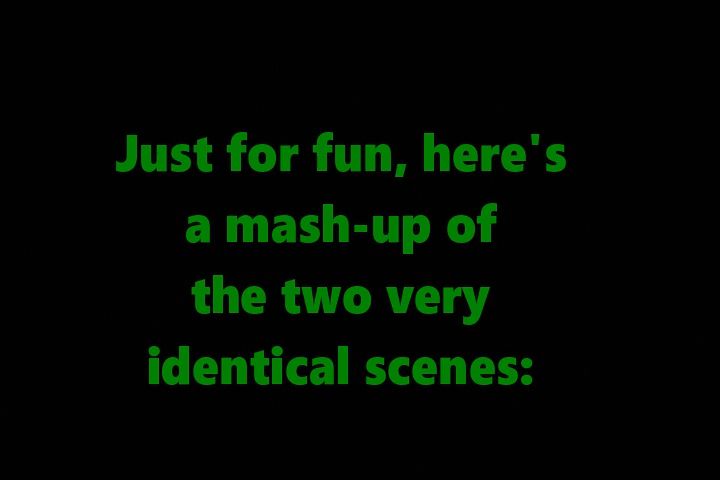 Just for fun, here's
a mash-up of
the two very
identical scenes: